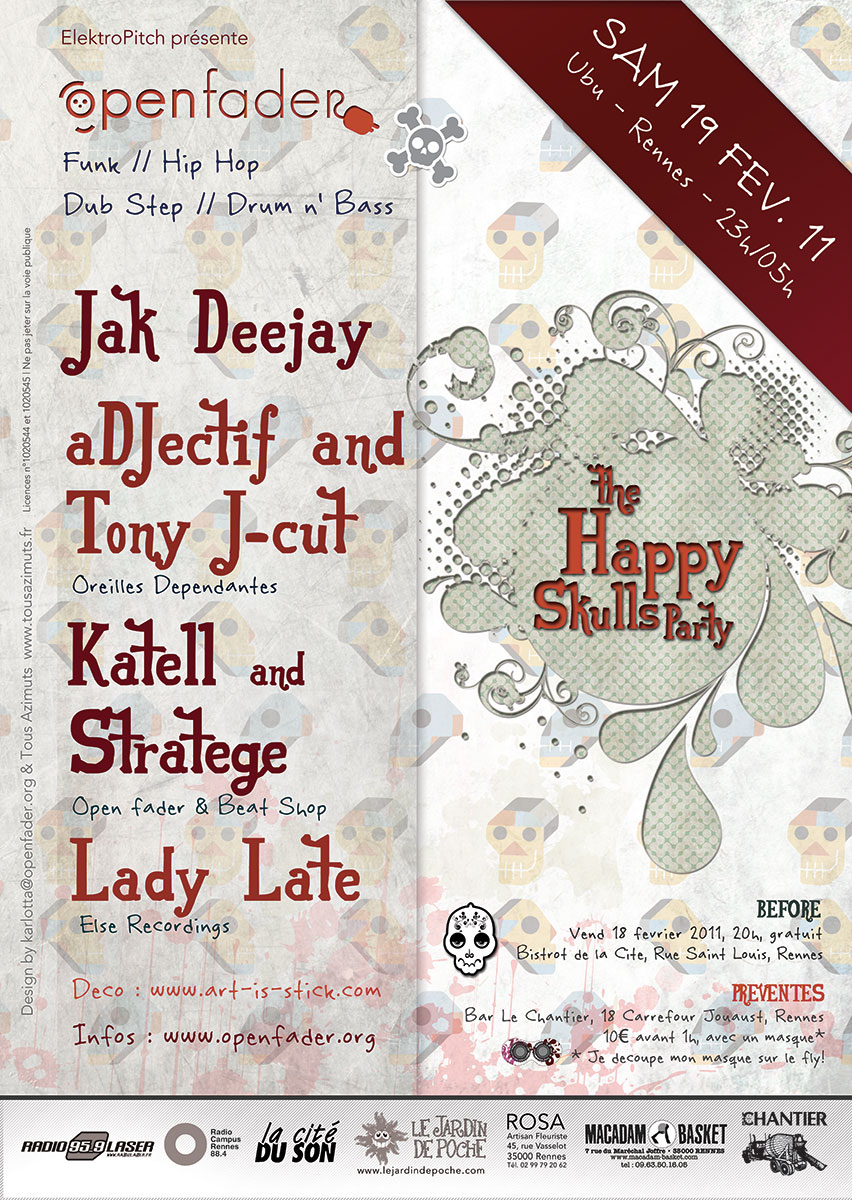 ElektroPitch présente
openfader
Funk // Hip Hop
Dub Step // Drum n' Bass
SAM 19 FEV. 11
Ubu - Rennes - 23h/05h
Jak Deejay
aDJectif and
Tony J-cut
Oreilles Dependantes
Katell and
Stratege
Open fader & Beat Shop
Lady Late
Else Recordings
Deco : www.art-is-stick.com
Infos : www.openfader.org
The
Happy
Skulls Party
BEFORE
Vend 18 fevrier 2011, 20h, gratuit
Bistrot de la Cite, Rue Saint Louis, Rennes
PREVENTES
Bar Le Chantier, 18 Carrefour Jouaust, Rennes
10€ avant 1h, avec un masque*
* Je decoupe mon masque sur le fly!
Design by karlotta@openfader.org & Tous Azimuts www.tousazimuts.fr Licences n°1020544 et 1020545 | Ne pas jeter sur la voie publique
RADIO 95.9 LASER
Radio
Campus
Rennes
88.4
la cité
DU SON
LE JARDIN
DE POCHE
www.lejardindepoche.com
ROSA
Artisan Fleuriste
45, rue Vasselot
35000 Rennes
Tél. 02 99 79 20 62
MACADAM BASKET
7 rue du Maréchal Joffre - 35000 RENNES
www.macadam-basket.com
tel : 09.63.50.16.05
CHANTIER